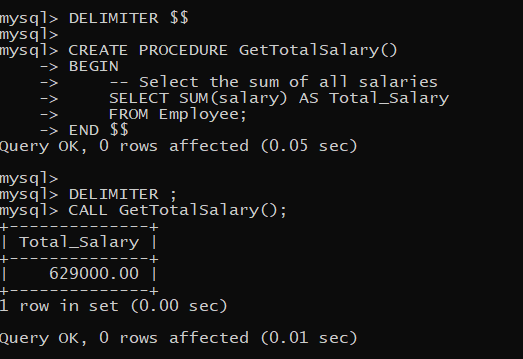 mysql> DELIMITER $$
mysql>
mysql> CREATE PROCEDURE GetTotalSalary()
    -> BEGIN
    ->     -- Select the sum of all salaries
    ->     SELECT SUM(salary) AS Total_Salary
    ->     FROM Employee;
    -> END $$
Query OK, 0 rows affected (0.05 sec)

mysql>
mysql> DELIMITER ;
mysql> CALL GetTotalSalary();
+--------------+
| Total_Salary |
+--------------+
|    629000.00 |
+--------------+
1 row in set (0.00 sec)

Query OK, 0 rows affected (0.01 sec)